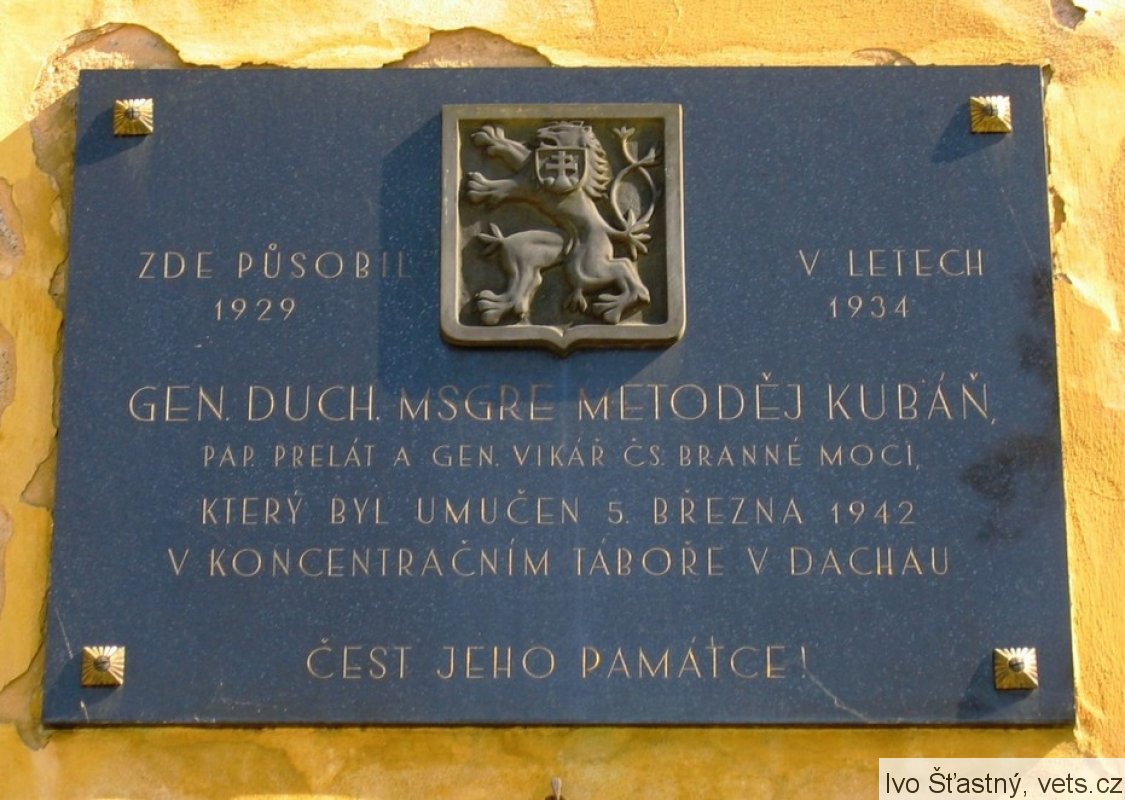 ZDE PŮSOBIL V LETECH
1929 1934
GEN. DUCH. MSGRE METODĚJ KUBÁŇ,
PAP. PRELÁT A GEN. VIKÁŘ ČS. BRANNÉ MOCI,
KTERÝ BYL UMUČEN 5. BŘEZNA 1942
V KONCENTRAČNÍM TÁBOŘE V DACHAU
ČEST JEHO PAMÁTCE!
Ivo Šťastný, vets.cz